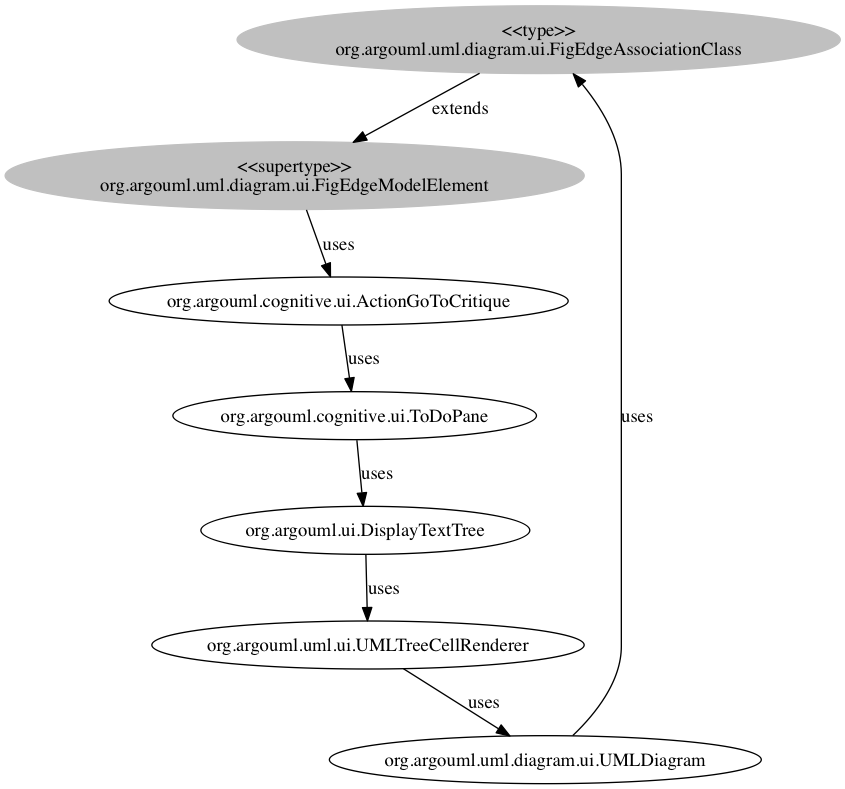 <<type>>
org.argouml.uml.diagram.ui.FigEdgeAssociationClass
extends
<<supertype>>
org.argouml.uml.diagram.ui.FigEdgeModelElement
uses
org.argouml.cognitive.ui.ActionGoToCritique
uses
org.argouml.cognitive.ui.ToDoPane
uses
uses
org.argouml.ui.DisplayTextTree
uses
org.argouml.uml.ui.UMLTreeCellRenderer
uses
org.argouml.uml.diagram.ui.UMLDiagram